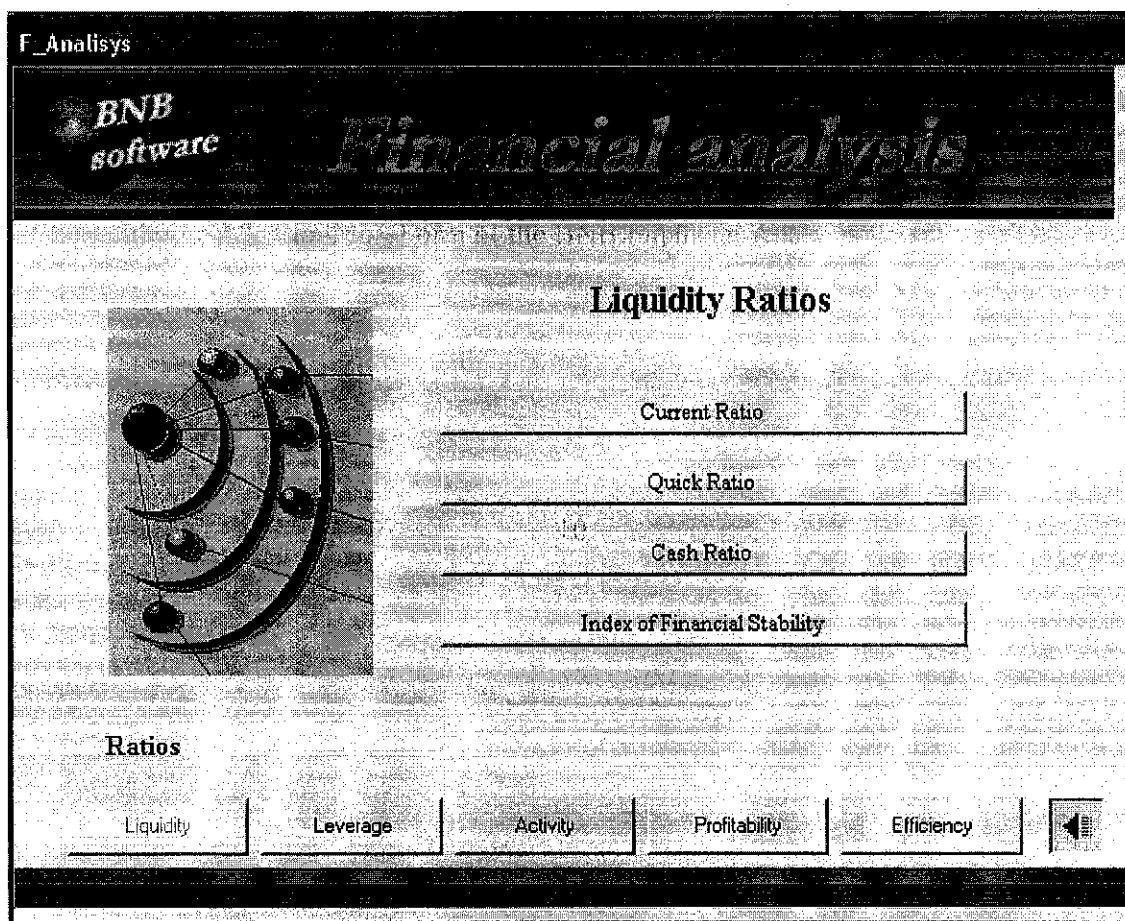 F_Analisys
BNB
software
Financial analysis
Liquidity Ratios
Current Ratio
Quick Ratio
Cash Ratio
Index of Financial Stability
Ratios
Liquidity
Leverage
Activity
Profitability
Efficiency